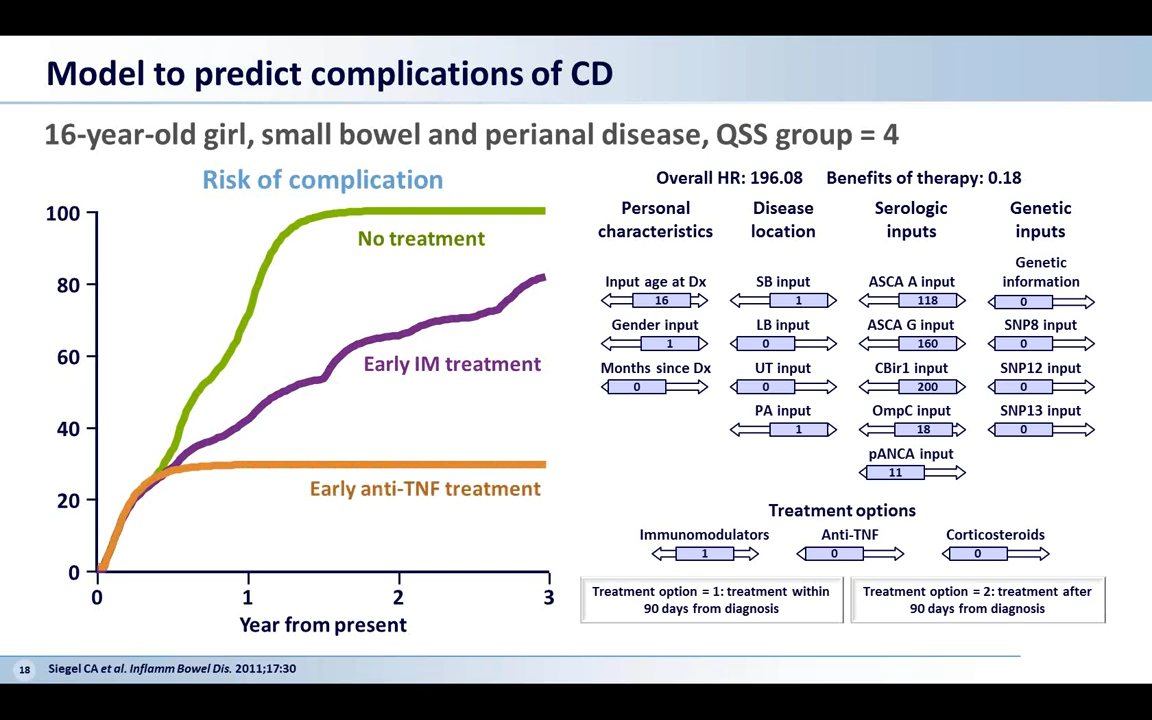 Model to predict complications of CD
16-year-old girl, small bowel and perianal disease, QSS group = 4
Risk of complication
100
80
60
40
20
0
0
1
2
3
No treatment
Early IM treatment
Early anti-TNF treatment
Year from present
Overall HR: 196.08 Benefits of therapy: 0.18
Personal
characteristics
Input age at Dx
16
Gender input
1
Months since Dx
0
Disease
location
SB input
1
LB input
0
UT input
0
PA input
1
Serologic
inputs
ASCA A input
118
ASCA G input
160
CBir1 input
200
OmpC input
18
pANCA input
11
Genetic
inputs
Genetic
information
0
SNP8 input
0
SNP12 input
0
SNP13 input
0
Treatment options
Immunomodulators
1
Anti-TNF
0
Corticosteroids
0
Treatment option = 1: treatment within
90 days from diagnosis
Treatment option = 2: treatment after
90 days from diagnosis
18
Siegel CA et al. Inflamm Bowel Dis. 2011;17:30